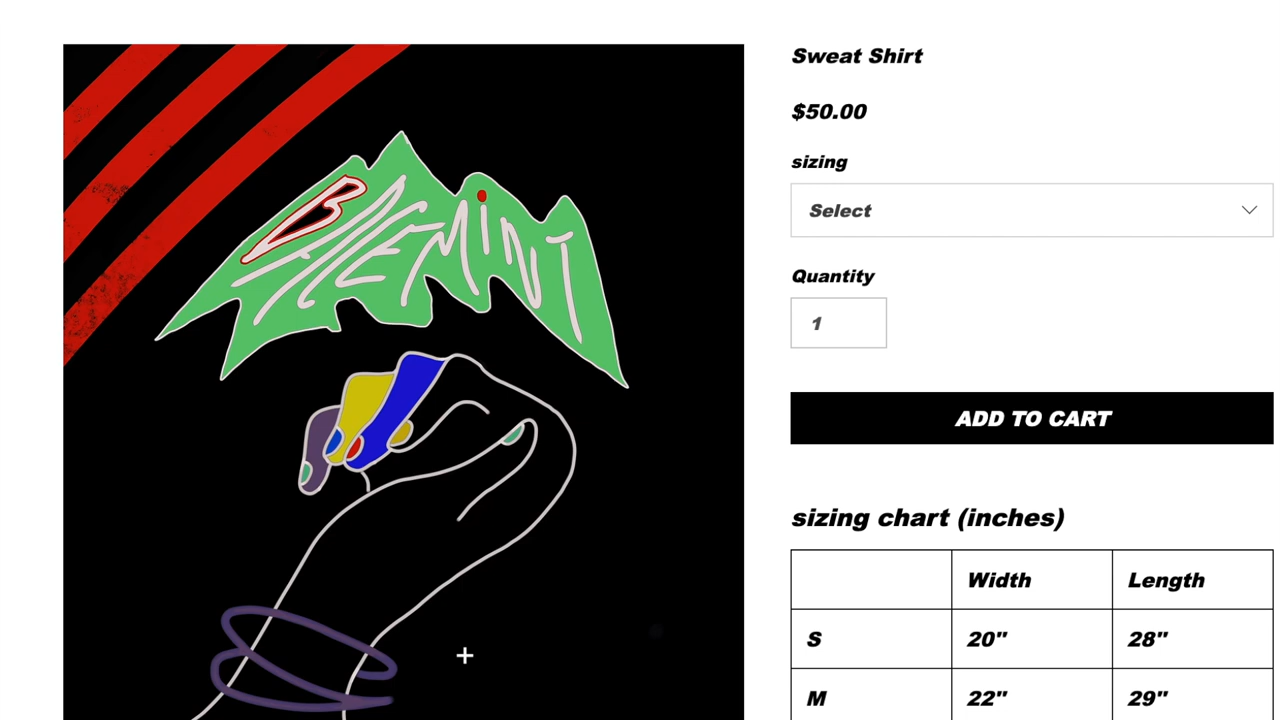 BASEMiNT
Sweat Shirt
$50.00
sizing
Select
Quantity
1
ADD TO CART
sizing chart (inches)
Width Length
S 20" 28"
M 22" 29"